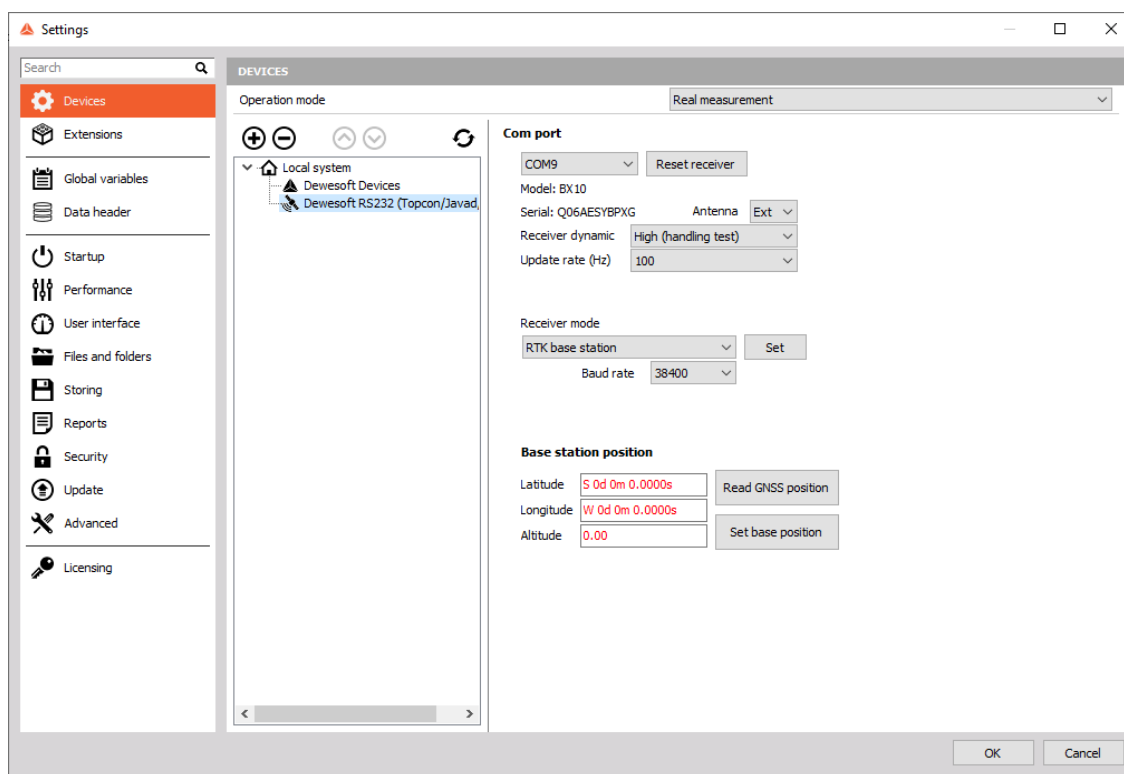 Settings
Search
DEVICES
Devices
Operation mode
Real measurement
Extensions
Global variables
Data header
Startup
Performance
User interface
Files and folders
Storing
Reports
Security
Update
Advanced
Licensing
Local system
Dewesoft Devices
Dewesoft RS232 (Topcon/Javad,
Com port
COM9 Reset receiver
Model: BX10
Serial: Q06AESYBPXG Antenna Ext
Receiver dynamic High (handling test)
Update rate (Hz) 100
Receiver mode
RTK base station Set
Baud rate 38400
Base station position
Latitude S 0d 0m 0.0000s Read GNSS position
Longitude W 0d 0m 0.0000s
Altitude 0.00 Set base position
OK Cancel